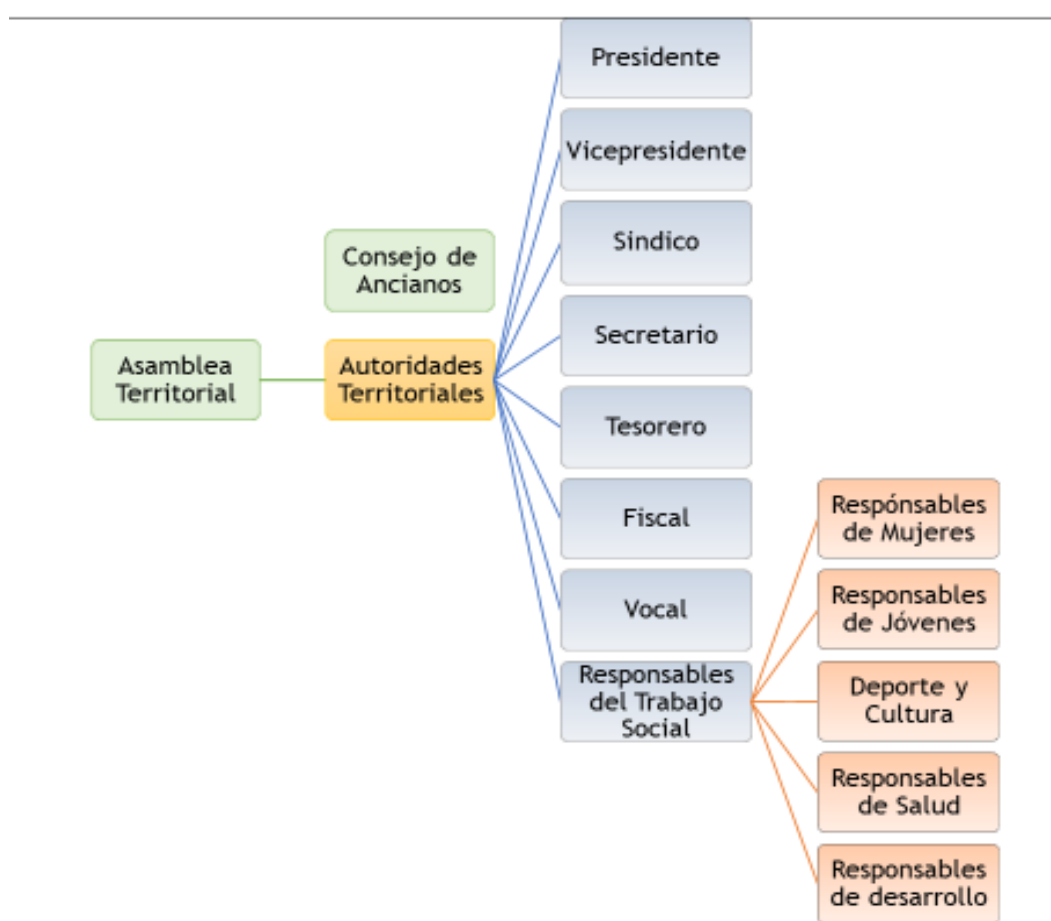 Presidente
Vicepresidente
Sindico
Secretario
Tesorero
Fiscal
Vocal
Responsables
del Trabajo
Social
Consejo de
Ancianos
Autoridades
Territoriales
Asamblea
Territorial
Respónsables
de Mujeres
Responsables
de Jóvenes
Deporte y
Cultura
Responsables
de Salud
Responsables
de desarrollo